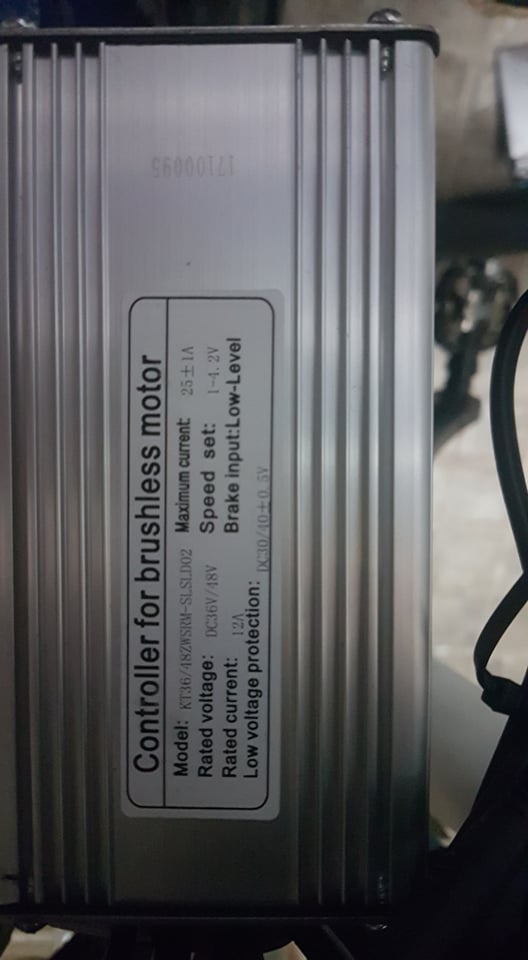 17100095
Controller for brushless motor
Model: KT36/48ZWSRM-SLSLD02 Maximum current: 25±1A
Rated voltage: DC36V/48V Speed set: 1-4.2V
Rated current: 12A Brake input:Low-Level
Low voltage protection: DC30/40±0.5V